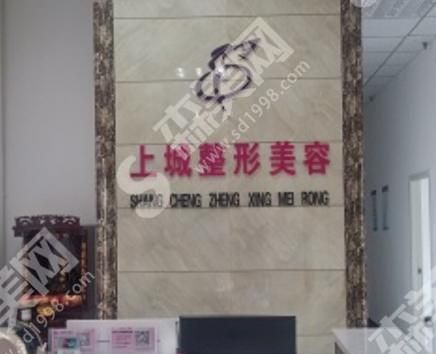 上城整形美容
SHANG CHENG ZHENG XING MEI RONG
www.sd1998.com